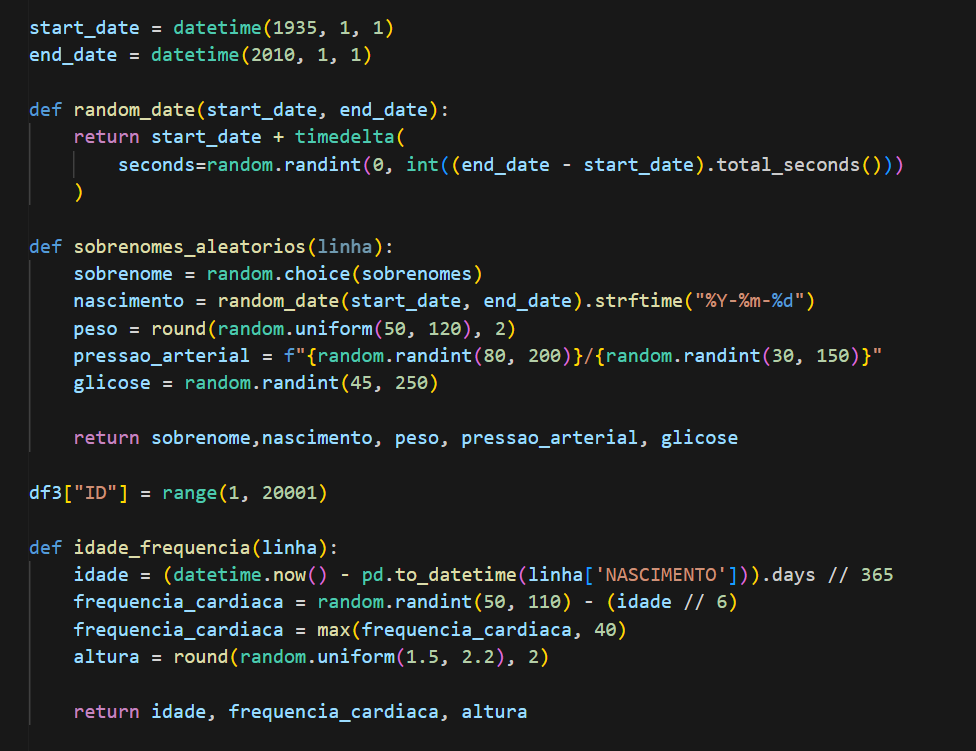 start_date = datetime(1935, 1, 1)
end_date = datetime(2010, 1, 1)

def random_date(start_date, end_date):
    return start_date + timedelta(
        seconds=random.randint(0, int((end_date - start_date).total_seconds()))
    )

def sobrenomes_aleatorios(linha):
    sobrenome = random.choice(sobrenomes)
    nascimento = random_date(start_date, end_date).strftime("%Y-%m-%d")
    peso = round(random.uniform(50, 120), 2)
    pressao_arterial = f"{random.randint(80, 200)}/{random.randint(30, 150)}"
    glicose = random.randint(45, 250)

    return sobrenome,nascimento, peso, pressao_arterial, glicose

df3["ID"] = range(1, 20001)

def idade_frequencia(linha):
    idade = (datetime.now() - pd.to_datetime(linha['NASCIMENTO'])).days // 365
    frequencia_cardiaca = random.randint(50, 110) - (idade // 6)
    frequencia_cardiaca = max(frequencia_cardiaca, 40)
    altura = round(random.uniform(1.5, 2.2), 2)

    return idade, frequencia_cardiaca, altura